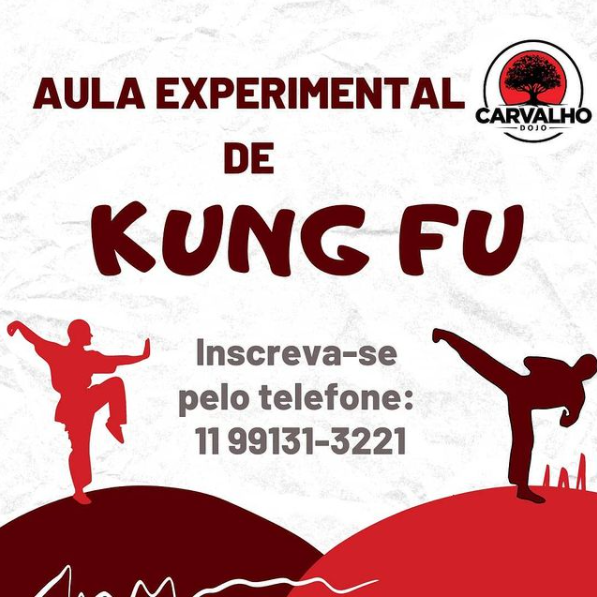 AULA EXPERIMENTAL
DE
KUNG FU
CARVALHO
DOJO
Inscreva-se
pelo telefone:
11 99131-3221